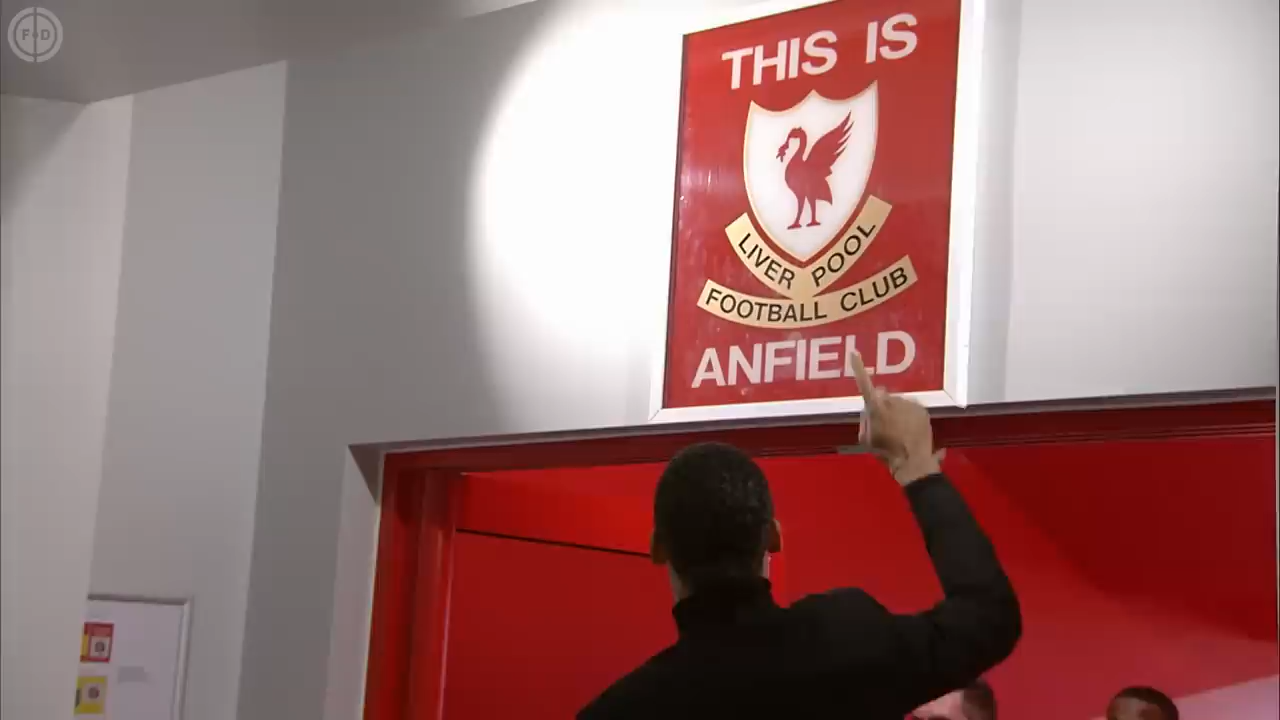 F D
THIS IS
LIVER POOL
FOOTBALL CLUB
ANFIELD